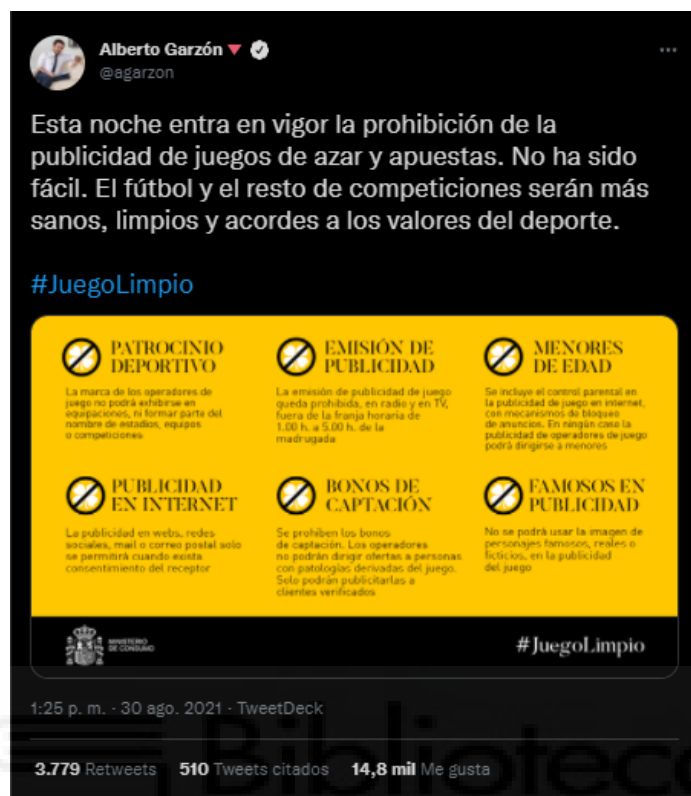 Alberto Garzón
@agarzon
Esta noche entra en vigor la prohibición de la
publicidad de juegos de azar y apuestas. No ha sido
fácil. El fútbol y el resto de competiciones serán más
sanos, limpios y acordes a los valores del deporte.
#JuegoLimpio
PATROCINIO
DEPORTIVO
La marca de los operadores de
juego no podrá exhibirse en
equipaciones, ni formar parte del
nombre de estadios, equipos
o competiciones
EMISIÓN DE
PUBLICIDAD
La emisión de publicidad de juego
queda prohibida, en radio y en TV,
fuera de la franja horaria de
1.00 h. a 5.00 h. de la
madrugada
MENORES
DE EDAD
Se incluye el control parental en
la publicidad de juego en internet,
con mecanismos de bloqueo
de anuncios. En ningún caso la
publicidad de operadores de juego
podrá dirigirse a menores
PUBLICIDAD
EN INTERNET
La publicidad en webs, redes
sociales, mail o correo postal solo
se permitirá cuando exista
consentimiento del receptor
BONOS DE
CAPTACIÓN
Se prohiben los bonos
de captación. Los operadores
no podrán dirigir ofertas a personas
con patologías derivadas del juego.
Solo podrán publicitarlas a
clientes verificados
FAMOSOS EN
PUBLICIDAD
No se podrá usar la imagen de
personajes famosos, reales o
ficticios, en la publicidad
del juego
MINISTERIO
DE CONSUMO
#JuegoLimpio
1:25 p. m. · 30 ago. 2021 · TweetDeck
3.779 Retweets 510 Tweets citados 14,8 mil Me gusta
Biblioteca